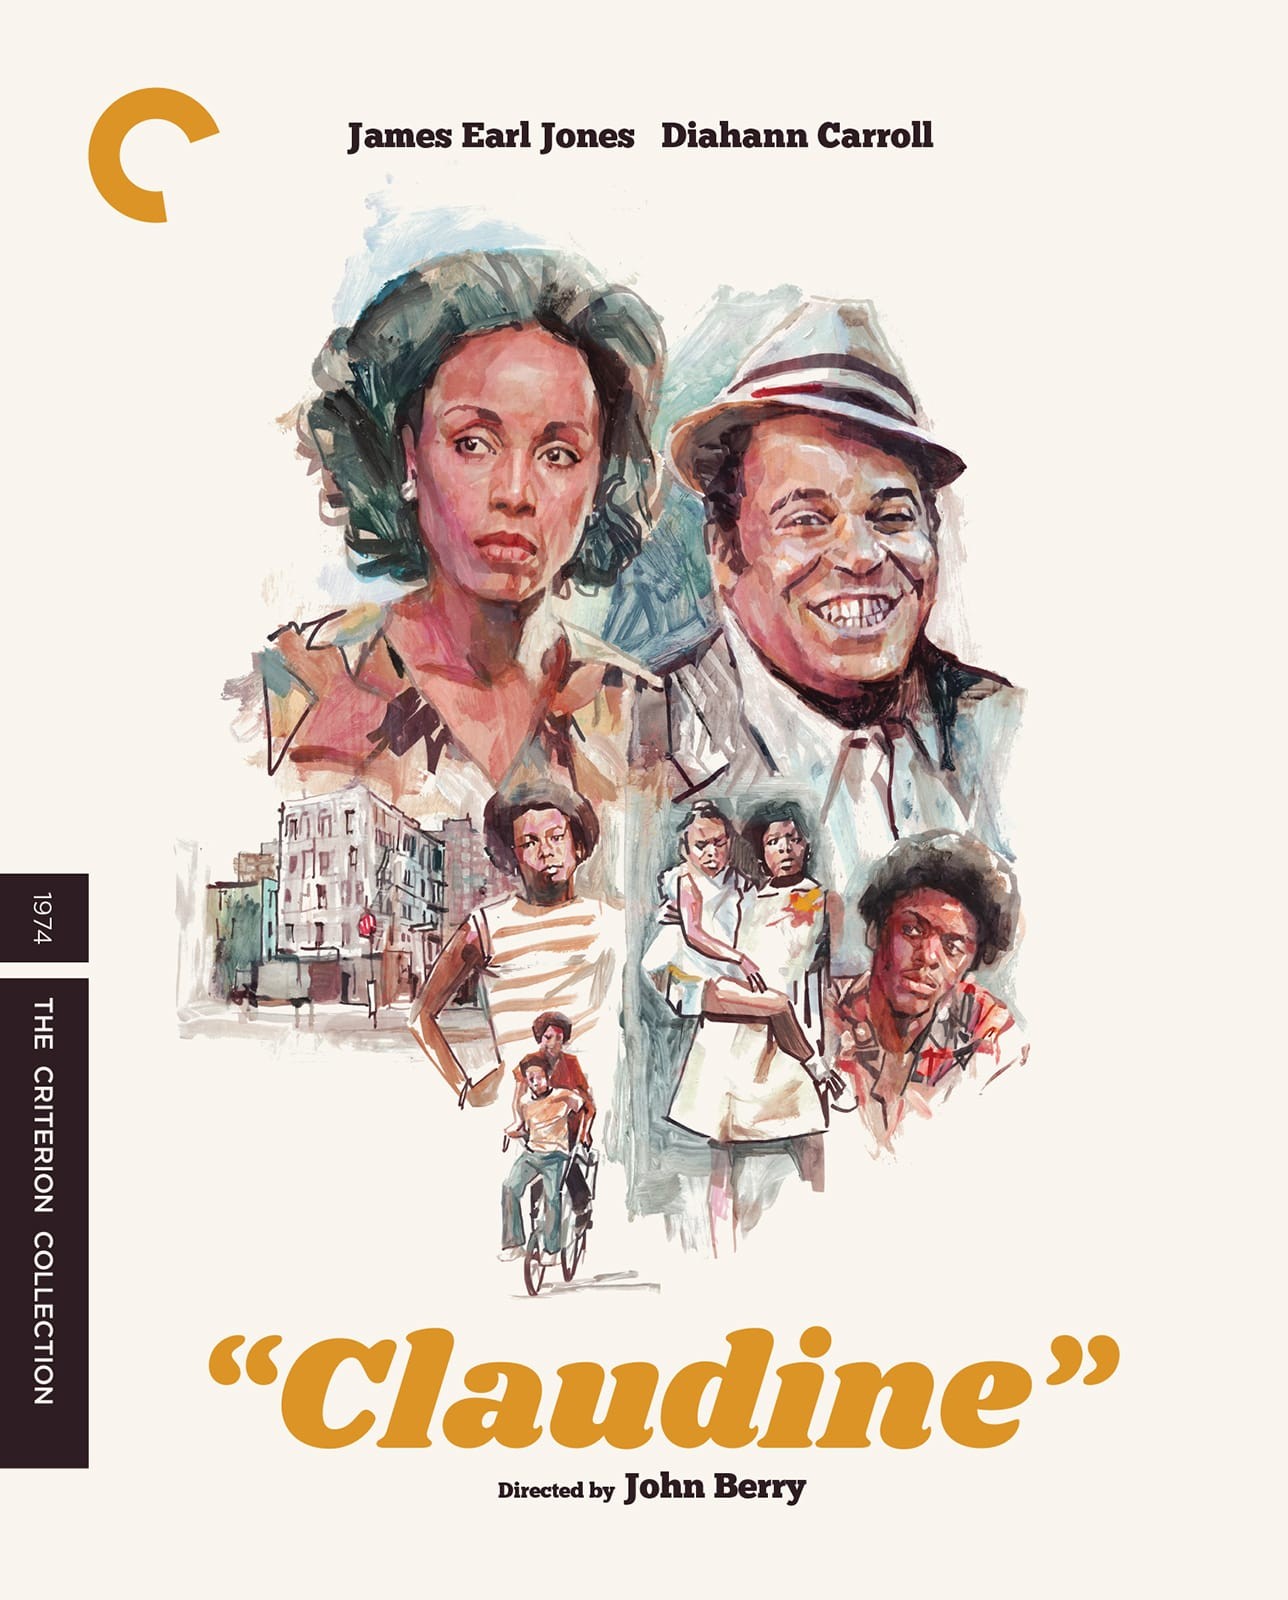 James Earl Jones Diahann Carroll
1974
THE CRITERION COLLECTION
“Claudine”
Directed by John Berry